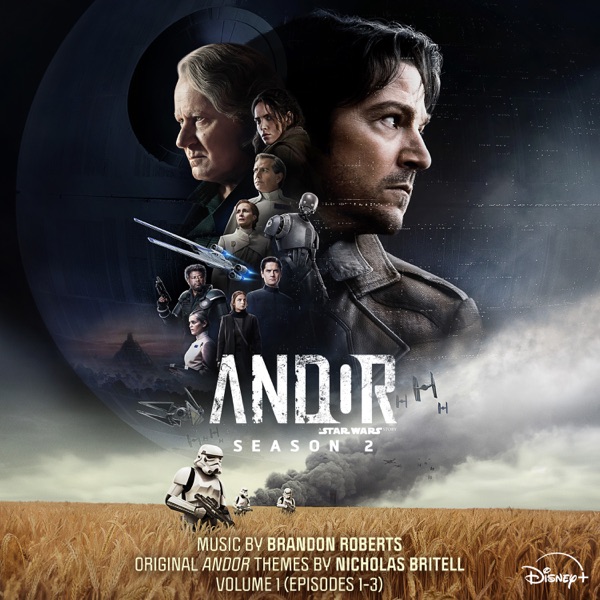 ANDOR
STAR WARS
SEASON 2
MUSIC BY BRANDON ROBERTS
ORIGINAL ANDOR THEMES BY NICHOLAS BRITELL
VOLUME 1 (EPISODES 1-3)
Disney+